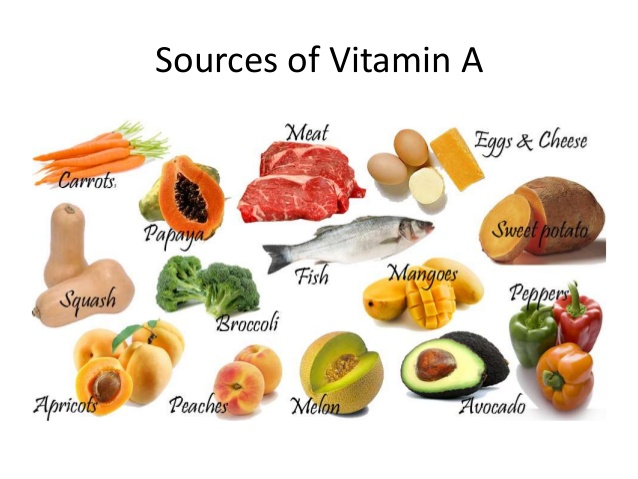 Sources of Vitamin A
Meat
Eggs & Cheese
Carrots
Papaya
Sweet potato
Fish
Mangoes
Squash
Peppers
Broccoli
Apricots
Peaches
Melon
Avocado